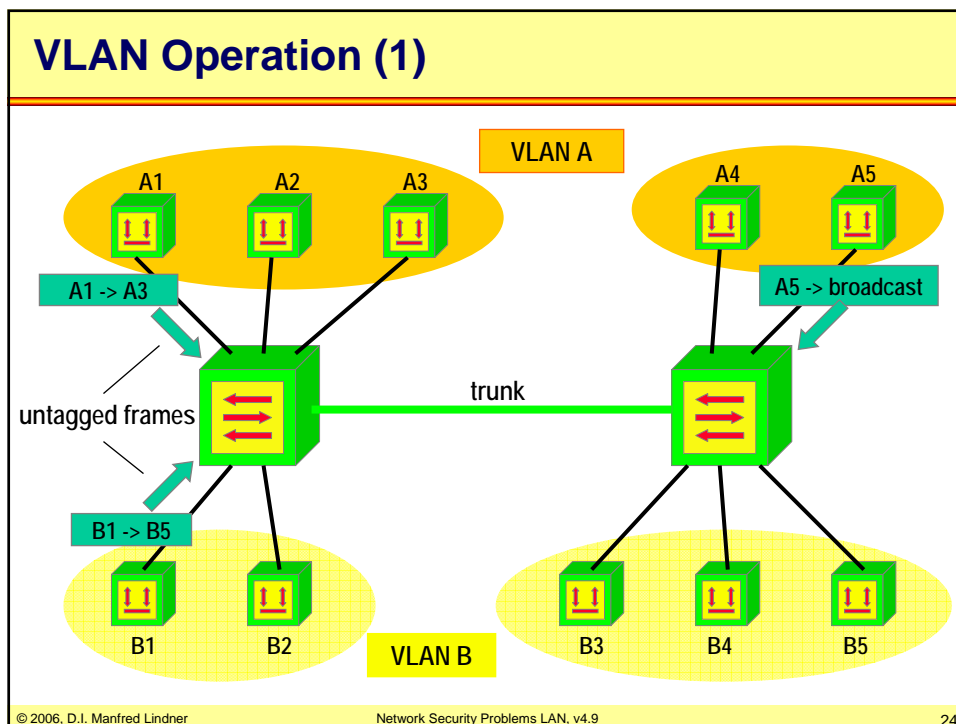 VLAN Operation (1)
VLAN A
A1
A2
A3
A4
A5
A1 -> A3
A5 -> broadcast
untagged frames
trunk
B1 -> B5
B1
B2
B3
B4
B5
VLAN B
© 2006, D.I. Manfred Lindner
Network Security Problems LAN, v4.9
24